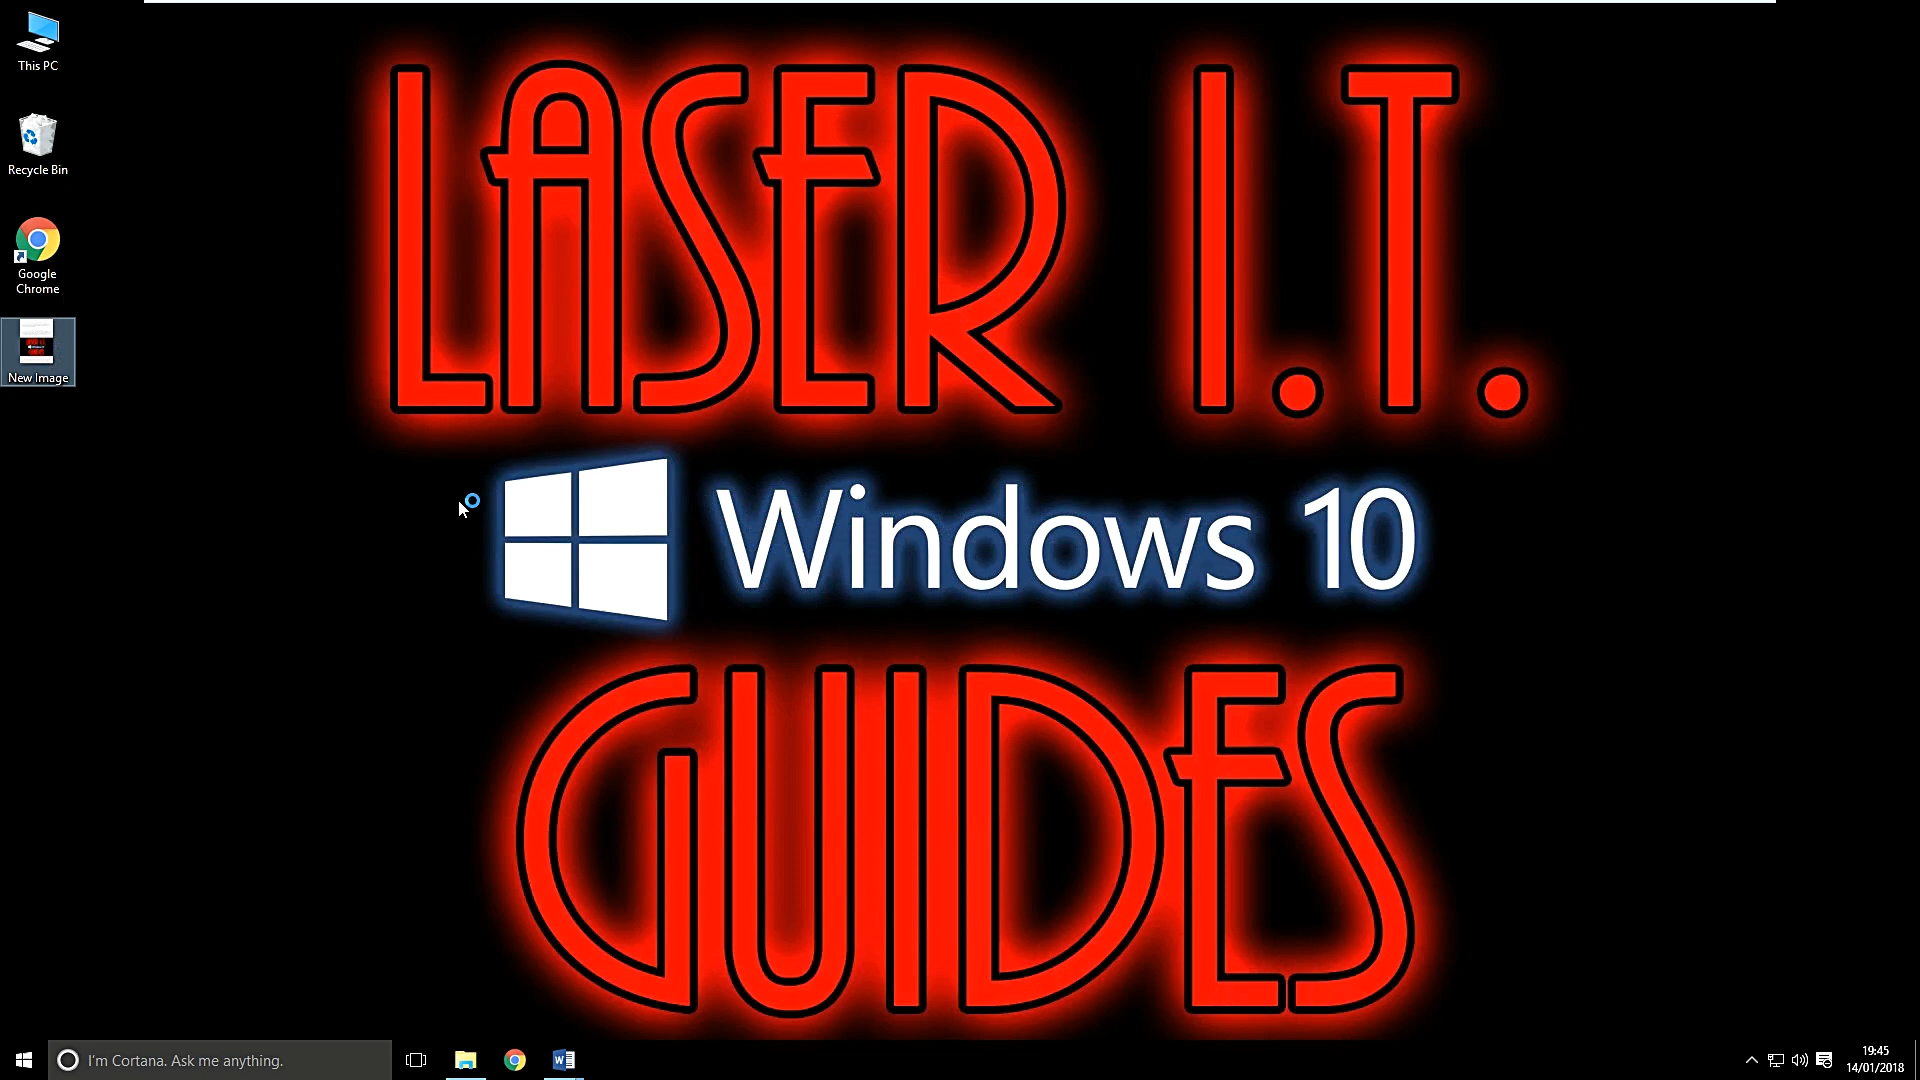 This PC
Recycle Bin
Google
Chrome
New Image
LASER I.T.
Windows 10
GUIDES
I'm Cortana. Ask me anything.
19:45
14/01/2018